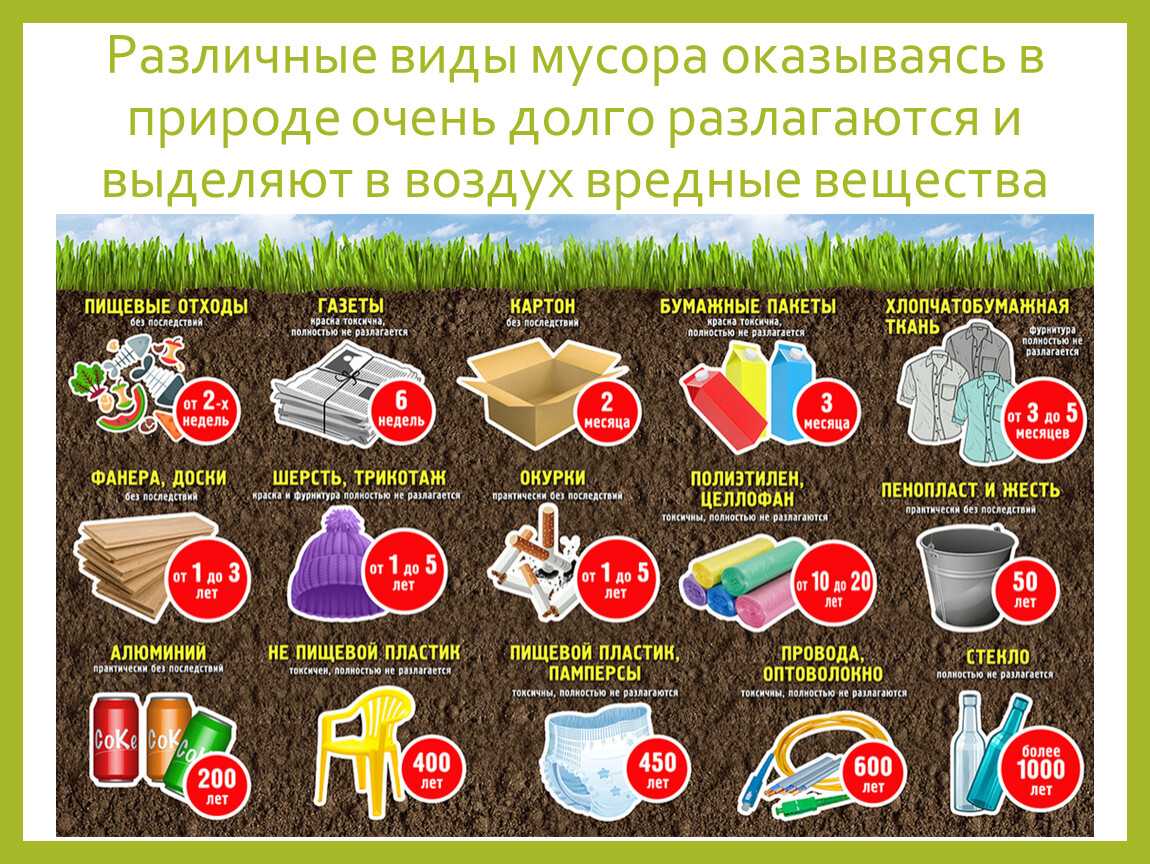 Различные виды мусора оказываясь в
природе очень долго разлагаются и
выделяют в воздух вредные вещества
ПИЩЕВЫЕ ОТХОДЫ
без последствий
от 2-х
недель
ГАЗЕТЫ
краска токсична,
полностью не разлагается
6
недель
КАРТОН
без последствий
2
месяца
БУМАЖНЫЕ ПАКЕТЫ
краска токсична,
полностью не разлагается
3
месяца
ХЛОПЧАТОБУМАЖНАЯ
ТКАНЬ
фурнитура
полностью не
разлагается
от 3 до 5
месяцев
ФАНЕРА, ДОСКИ
без последствий
от 1 до 3
лет
ШЕРСТЬ, ТРИКОТАЖ
краска и фурнитура полностью не разлагается
от 1 до 5
лет
ОКУРКИ
практически без последствий
от 1 до 5
лет
ПОЛИЭТИЛЕН,
ЦЕЛЛОФАН
токсичны, полностью не разлагаются
от 10 до 20
лет
ПЕНОПЛАСТ И ЖЕСТЬ
практически без последствий
50
лет
АЛЮМИНИЙ
практически без последствий
CoKe
CoK
Co
200
лет
НЕ ПИЩЕВОЙ ПЛАСТИК
токсичен, полностью не разлагается
400
лет
ПИЩЕВОЙ ПЛАСТИК,
ПАМПЕРСЫ
токсичны, полностью не разлагаются
450
лет
ПРОВОДА,
ОПТОВОЛОКНО
токсичны, полностью не разлагаются
600
лет
СТЕКЛО
полностью не разлагается
более
1000
лет